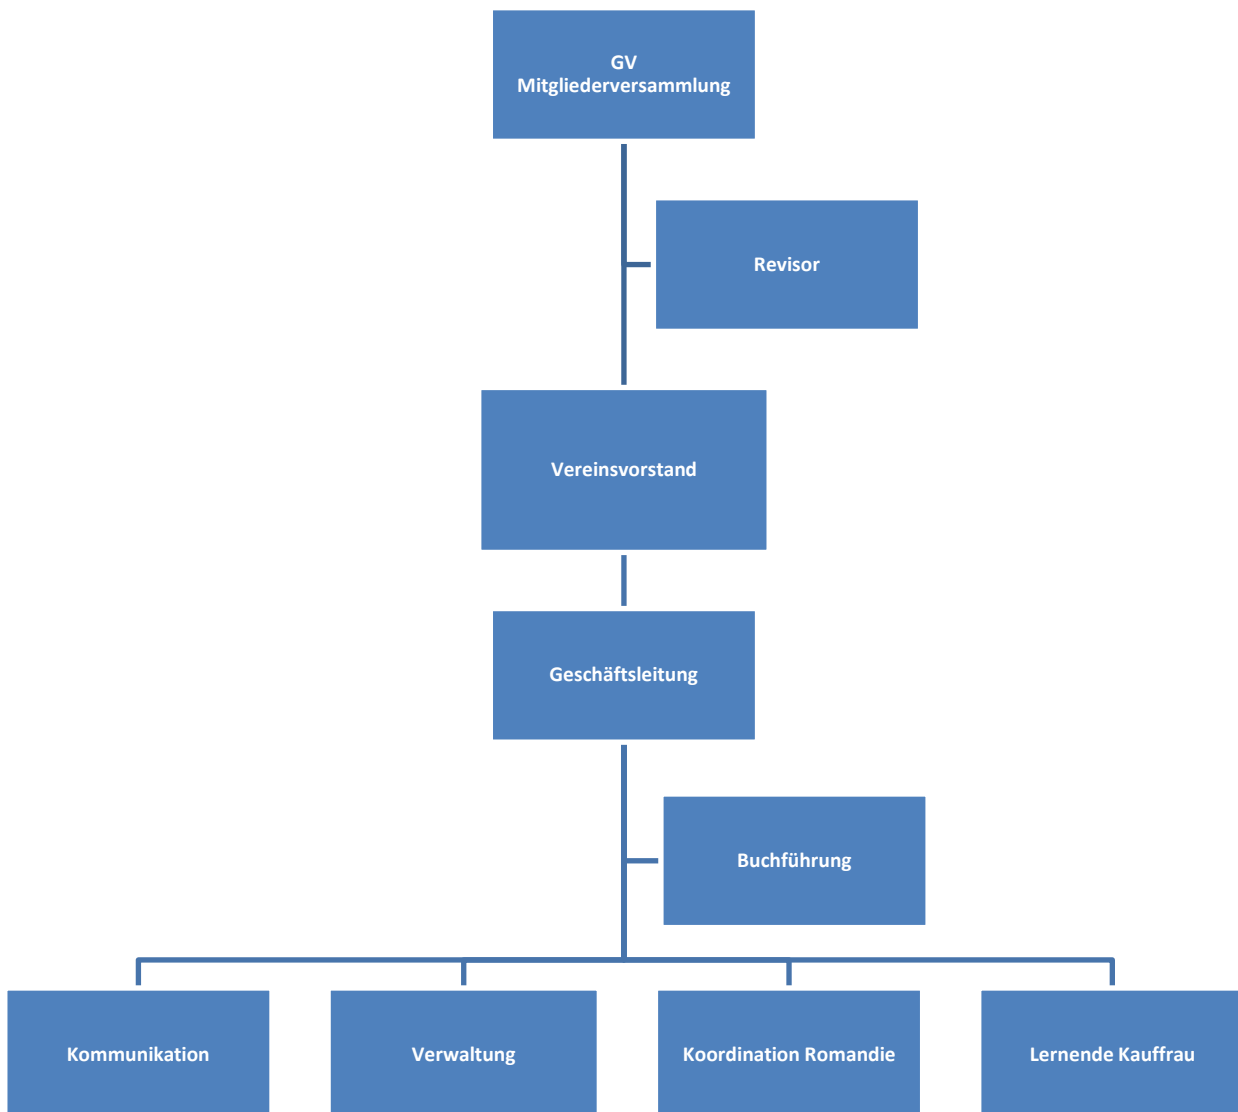 GV
Mitgliederversammlung
Revisor
Vereinsvorstand
Geschäftsleitung
Buchführung
Kommunikation
Verwaltung
Koordination Romandie
Lernende Kauffrau